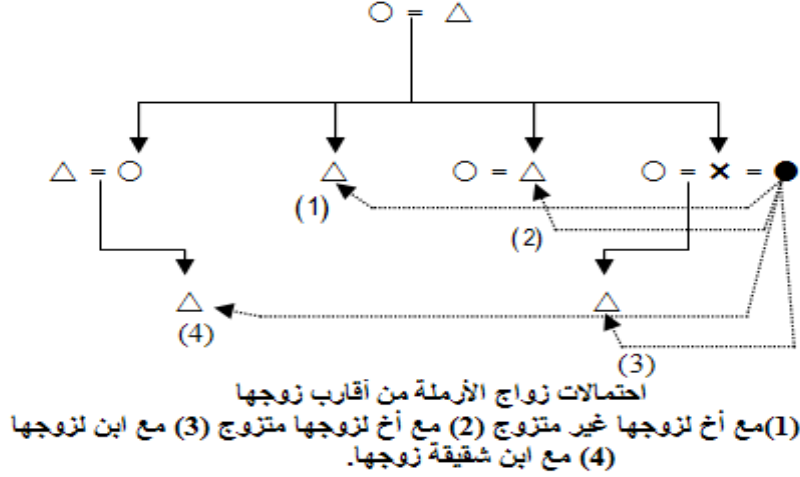 (1)
(2)
(4)
(3)
احتمالات زواج الأرملة من أقارب زوجها
(1)مع أخ لزوجها غير متزوج (2) مع أخ لزوجها متزوج (3) مع ابن لزوجها
(4) مع ابن شقيقة زوجها.